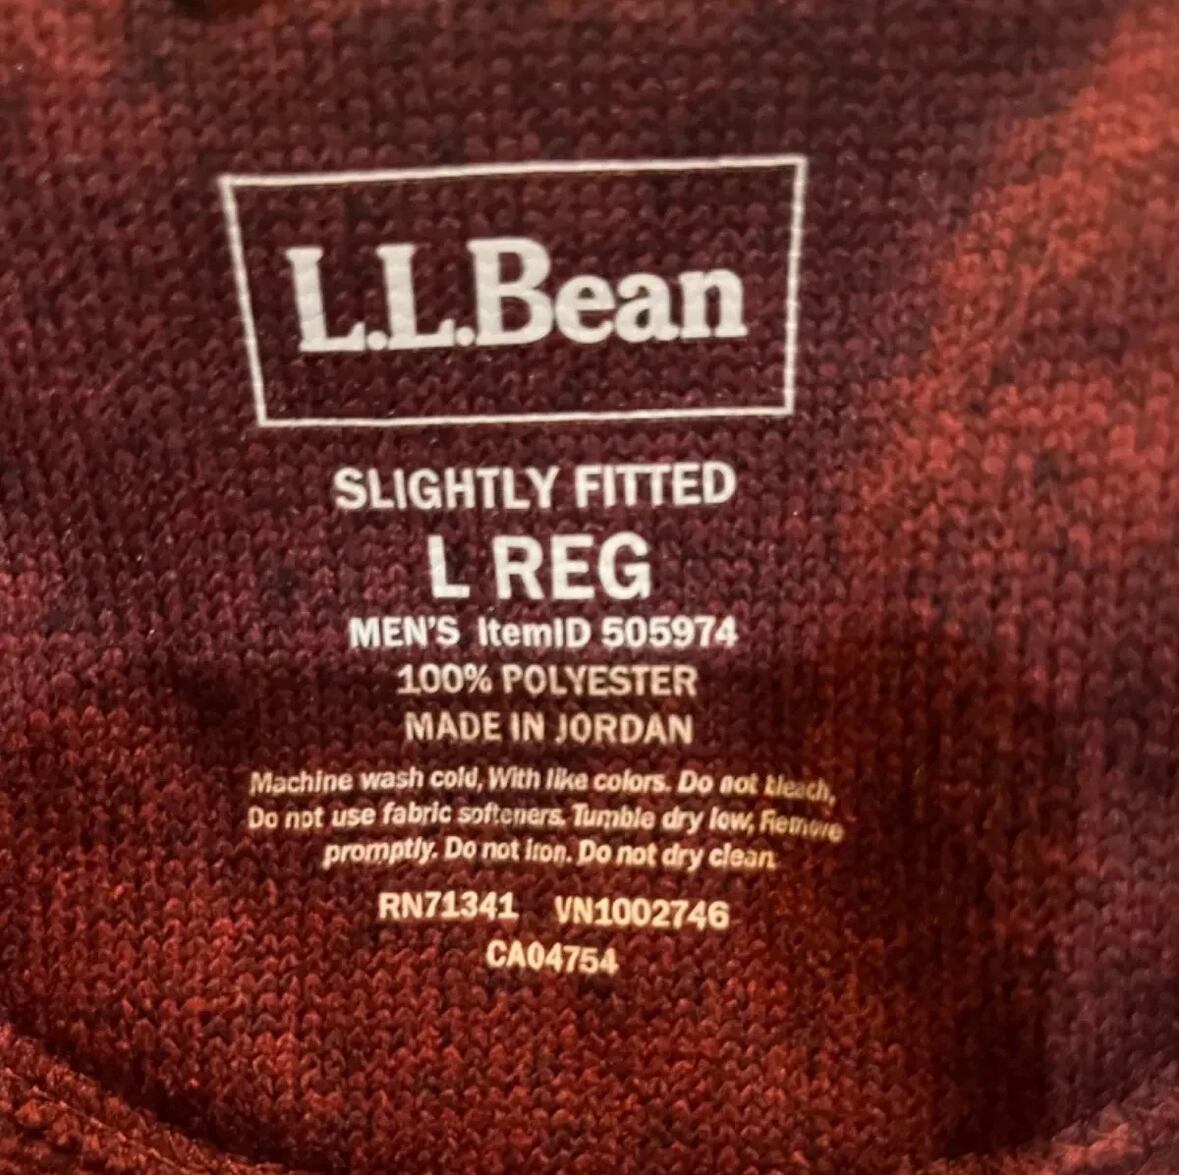 L.L.Bean
SLIGHTLY FITTED
L REG
MEN'S ItemID 505974
100% POLYESTER
MADE IN JORDAN
Machine wash cold, With like colors. Do not bleach,
Do not use fabric softeners. Tumble dry low, Remove
promptly. Do not iron. Do not dry clean
RN71341 VN1002746
CA04754